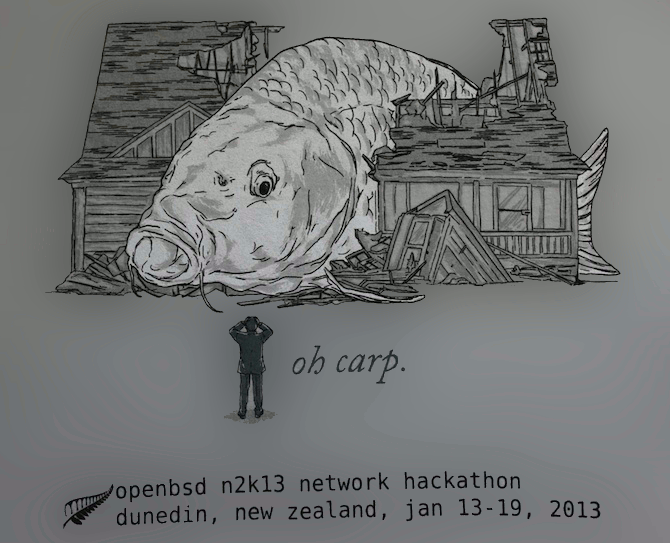 oh carp.
openbsd n2k13 network hackathon
dunedin, new zealand, jan 13-19, 2013